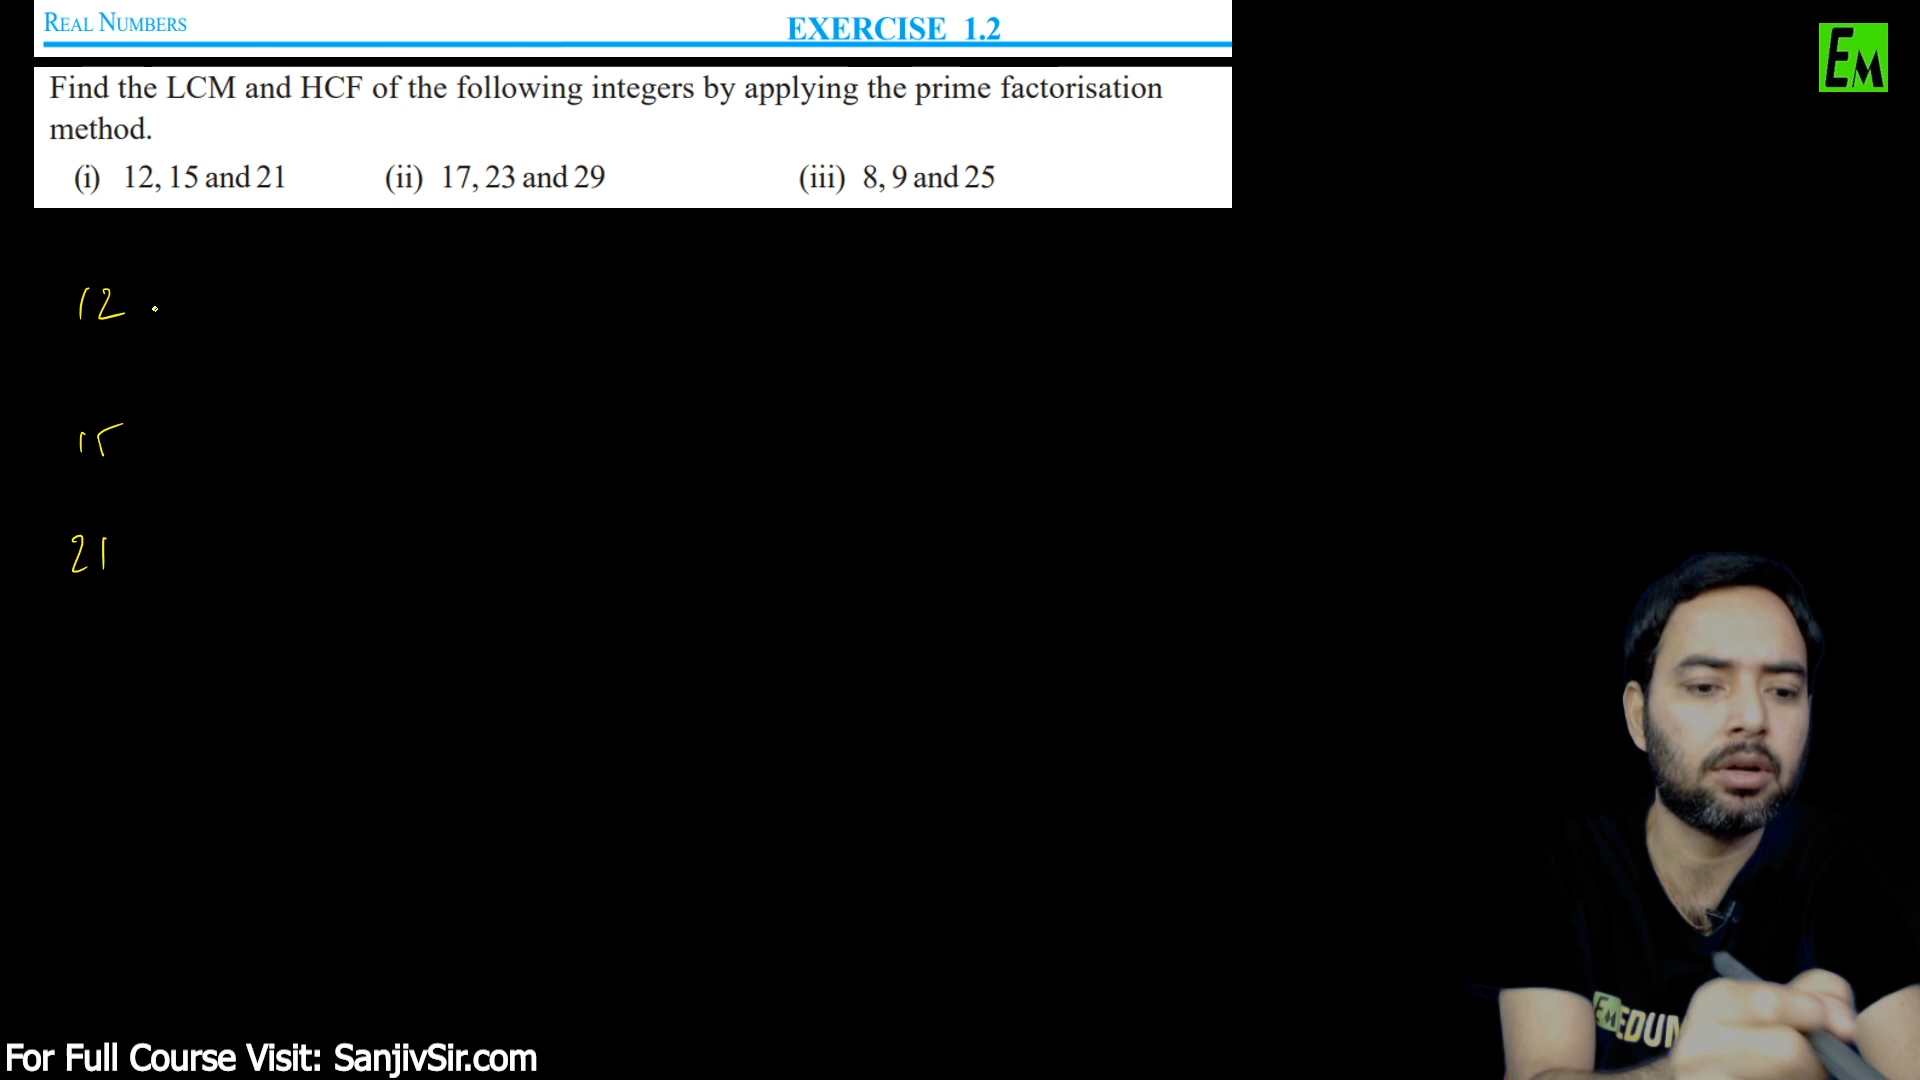 REAL NUMBERS
EXERCISE 1.2
EM
Find the LCM and HCF of the following integers by applying the prime factorisation
method.
(i) 12, 15 and 21 (ii) 17, 23 and 29 (iii) 8, 9 and 25
12
15
21
EM EDUM
For Full Course Visit: SanjivSir.com